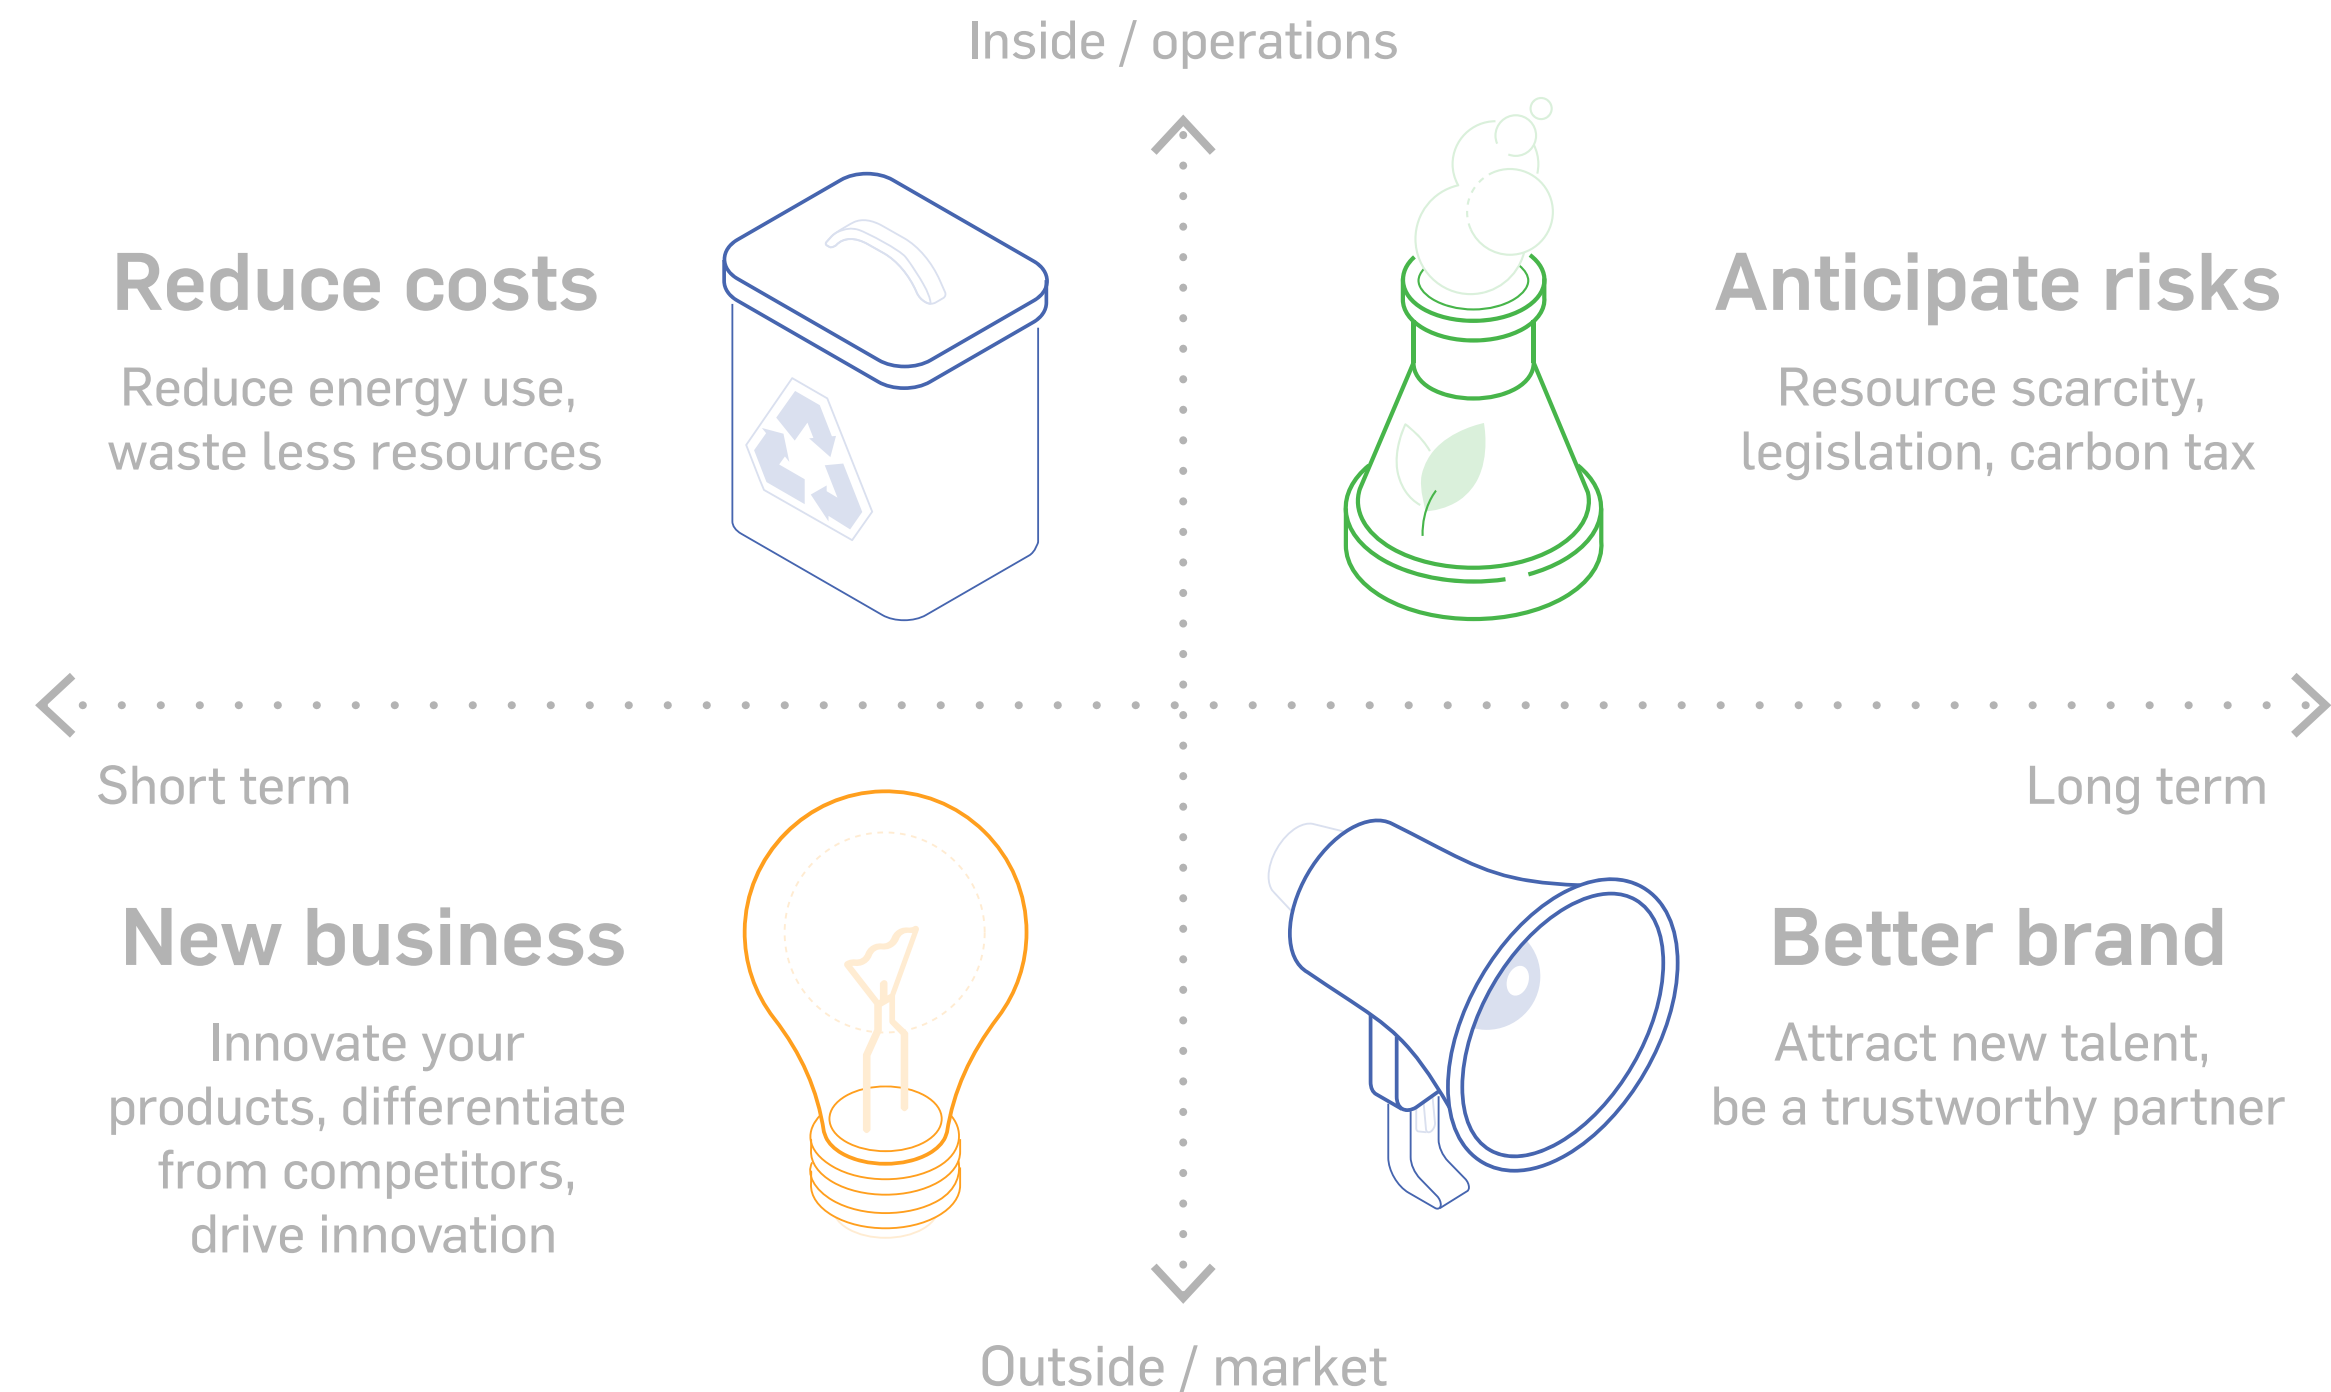 Inside / operations
Reduce costs
Reduce energy use,
waste less resources
Anticipate risks
Resource scarcity,
legislation, carbon tax
Short term
Long term
New business
Innovate your
products, differentiate
from competitors,
drive innovation
Better brand
Attract new talent,
be a trustworthy partner
Outside / market